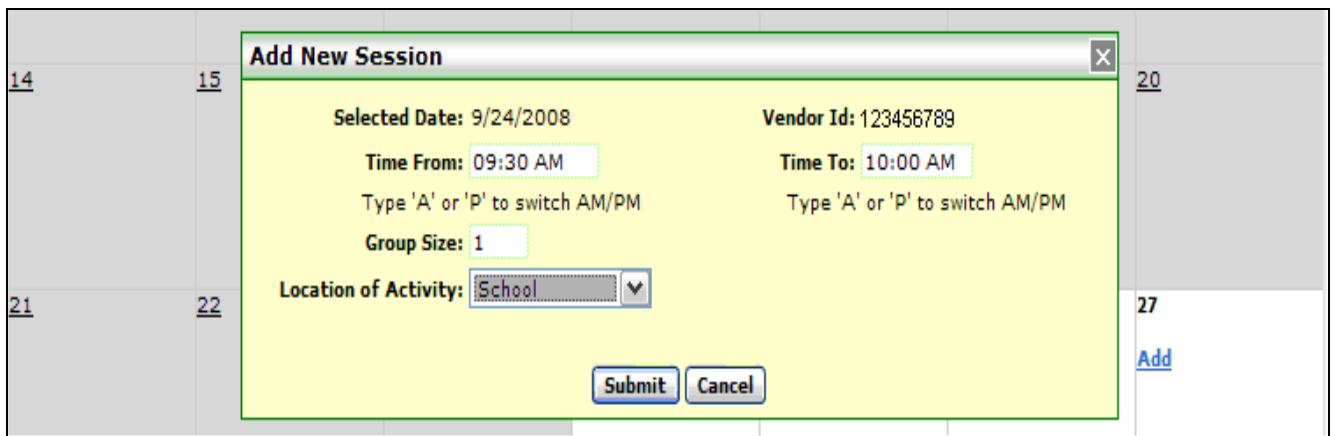 Add New Session X
14 15 20
Selected Date: 9/24/2008 Vendor Id: 123456789
Time From: 09:30 AM Time To: 10:00 AM
Type 'A' or 'P' to switch AM/PM Type 'A' or 'P' to switch AM/PM
Group Size: 1
Location of Activity: School
21 22 27
Add
Submit Cancel